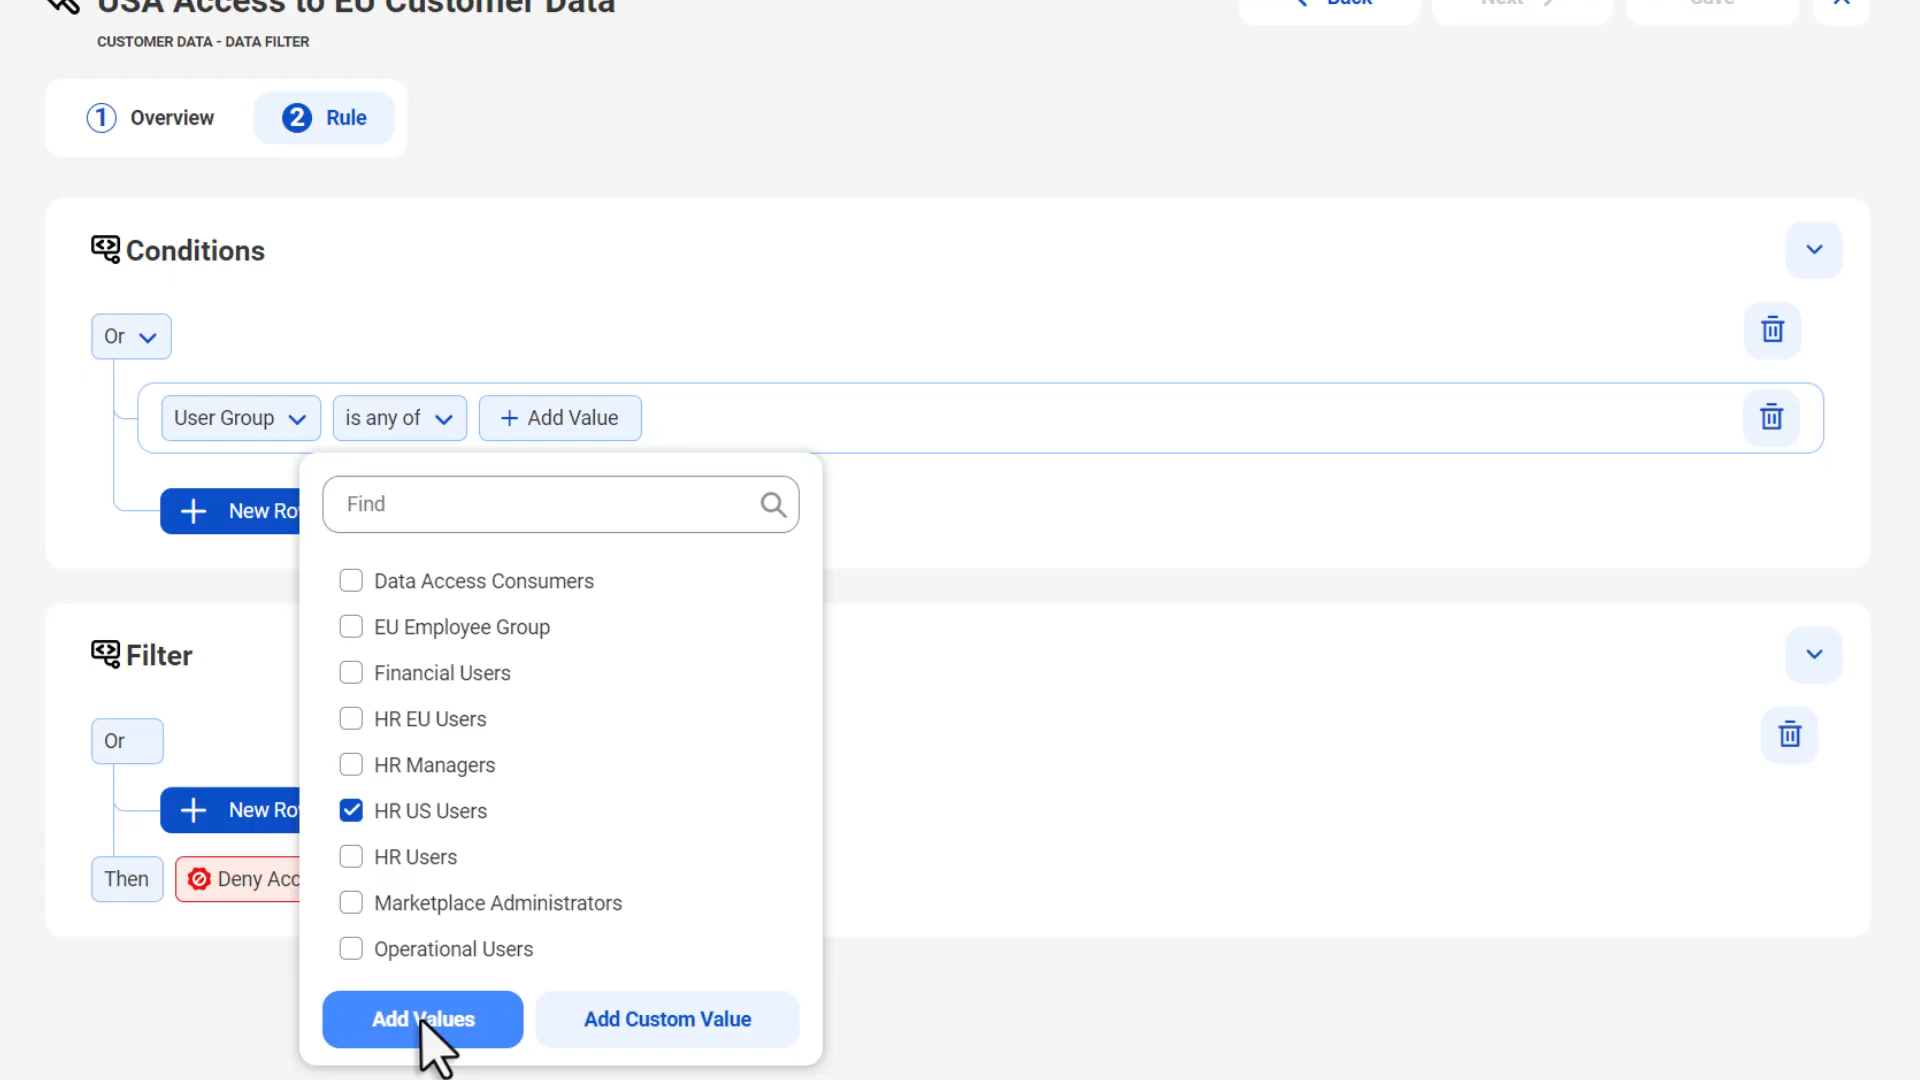 USA Access to EU Customer Data
Back
Next
Save
CUSTOMER DATA - DATA FILTER
1 Overview
2 Rule
Conditions
Or
User Group
is any of
+ Add Value
+ New Ro
Find
Data Access Consumers
EU Employee Group
Financial Users
HR EU Users
HR Managers
HR US Users
HR Users
Marketplace Administrators
Operational Users
Add Values
Add Custom Value
Filter
Or
+ New Ro
Then
Deny Acc